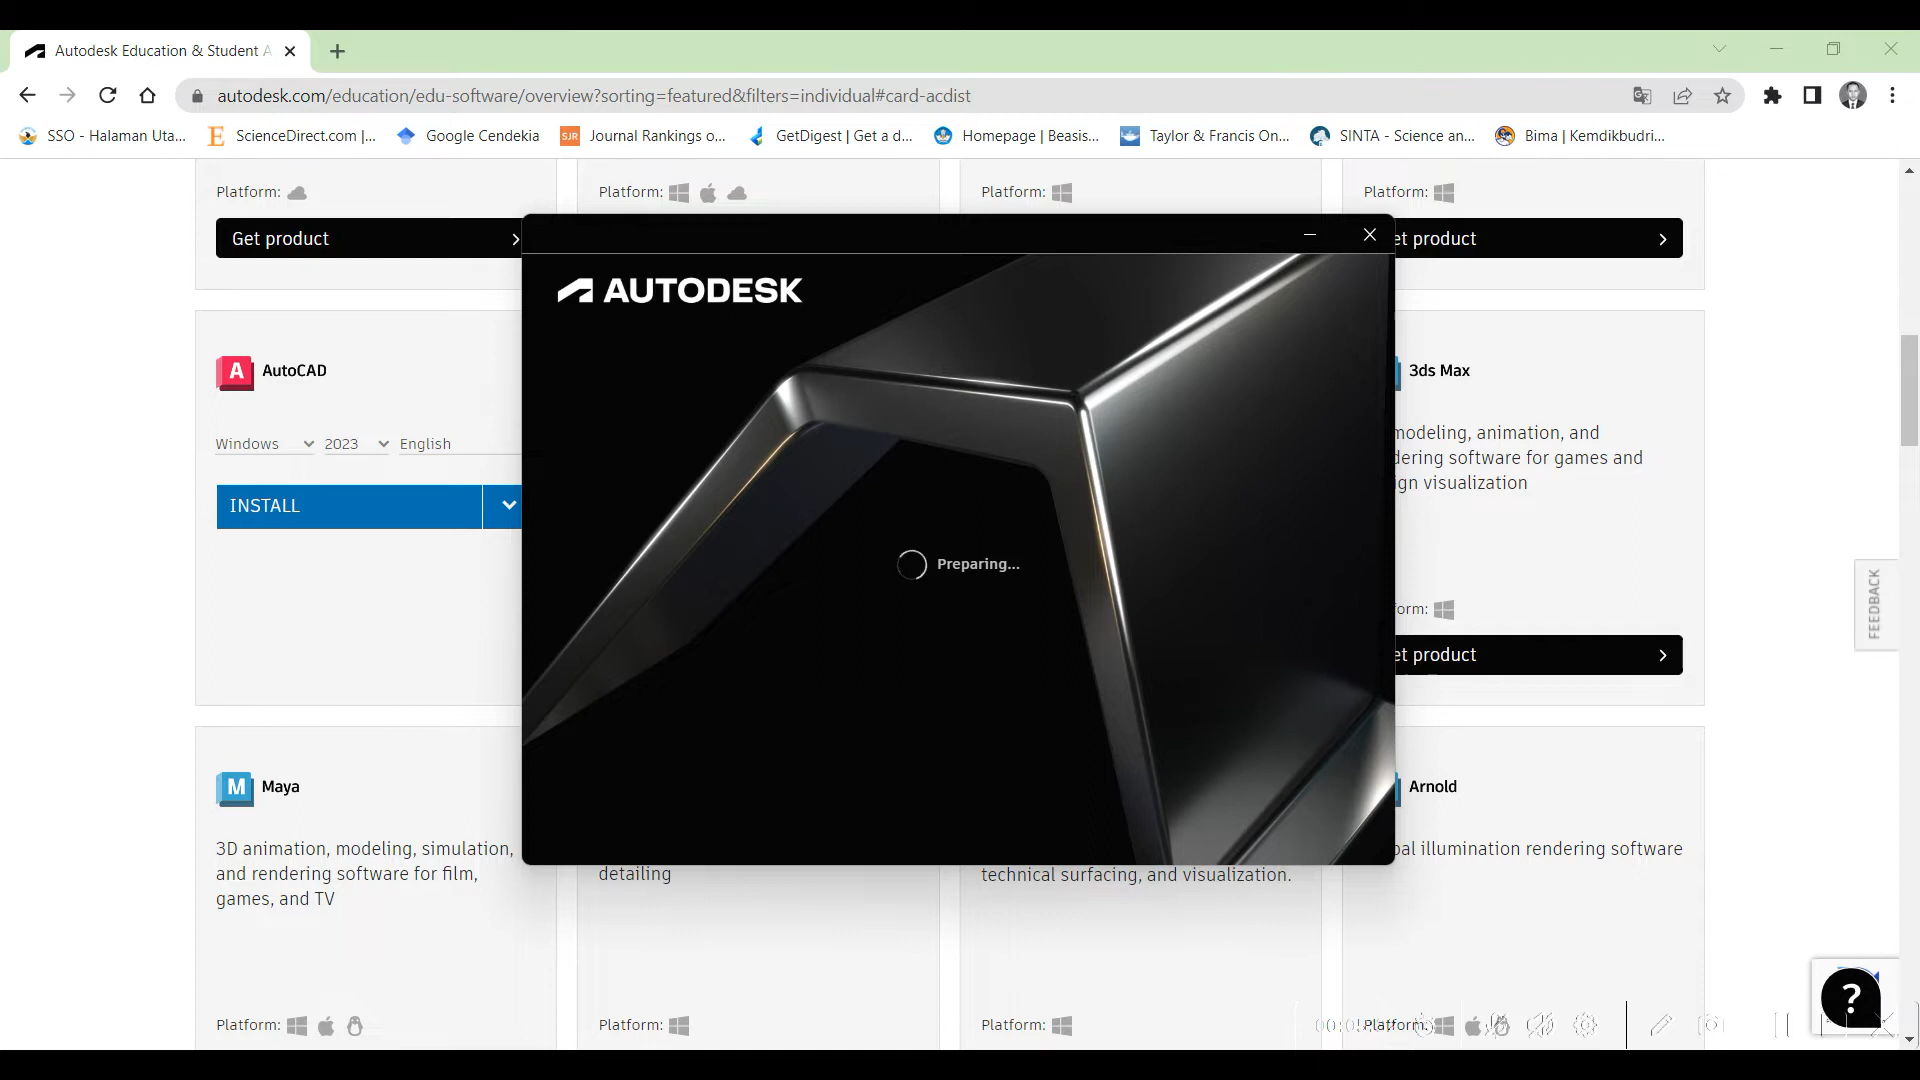 Autodesk Education & Student A
autodesk.com/education/edu-software/overview?sorting=featured&filters=individual#card-acdist
SSO - Halaman Uta... ScienceDirect.com |... Google Cendekia SJR Journal Rankings o... GetDigest | Get a d... Homepage | Beasis... Taylor & Francis On... SINTA - Science an... Bima | Kemdikbudri...
Platform: Platform: Platform: Platform:
Get product et product
AUTODESK
A AutoCAD 3ds Max
Windows 2023 English
modeling, animation, and
dering software for games and
ign visualization
INSTALL
Preparing...
form:
FEEDBACK
et product
M Maya Arnold
3D animation, modeling, simulation,
and rendering software for film,
games, and TV
detailing
technical surfacing, and visualization.
bal illumination rendering software
?
Platform: Platform: Platform: Platform: